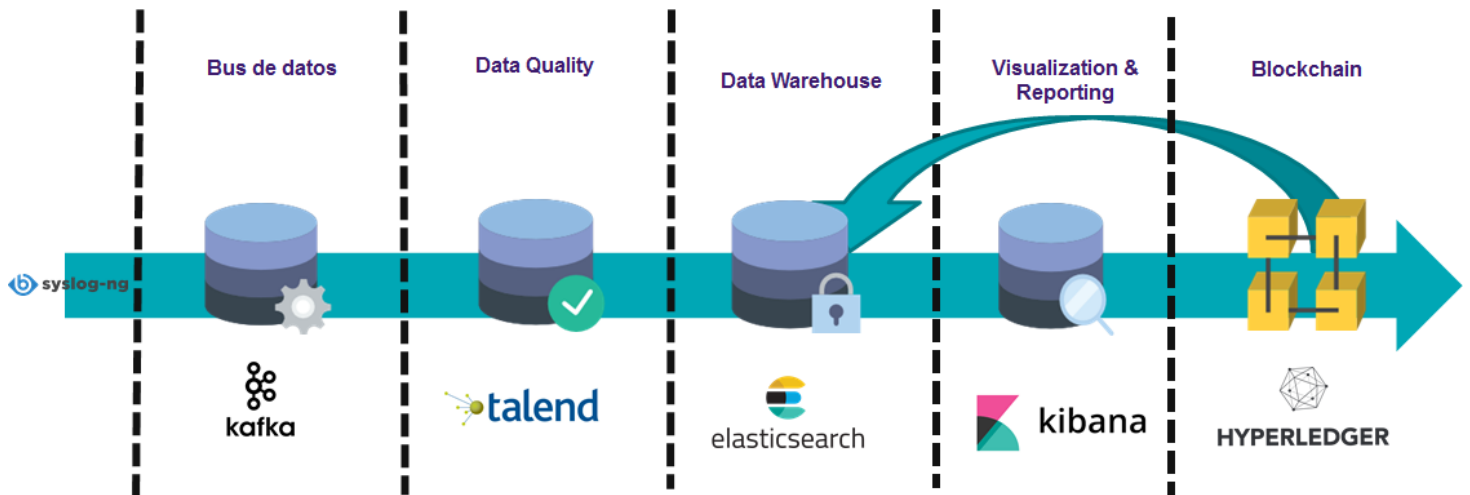 Bus de datos
Data Quality
Data Warehouse
Visualization &
Reporting
Blockchain
syslog-ng
kafka
talend
elasticsearch
kibana
HYPERLEDGER